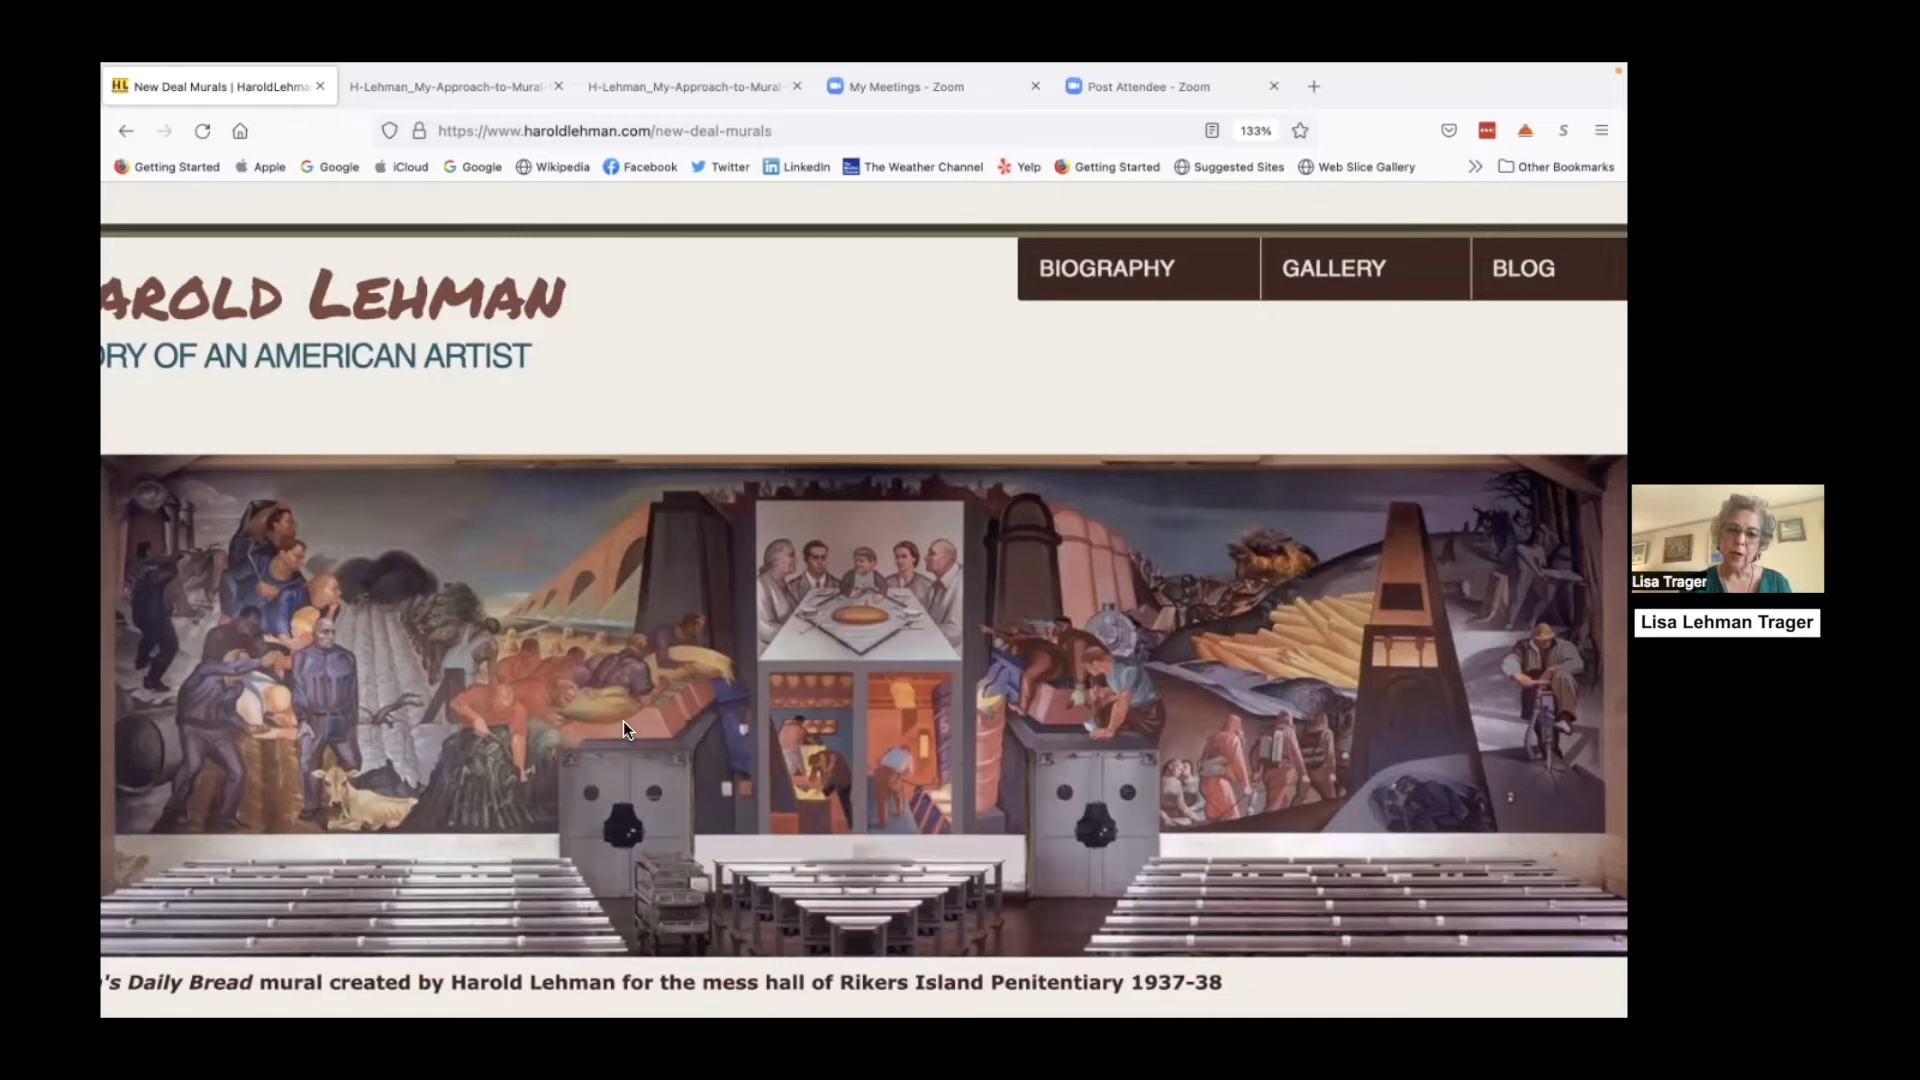 HL New Deal Murals | HaroldLehma
H-Lehman_My-Approach-to-Mural-
H-Lehman_My-Approach-to-Mural-
My Meetings - Zoom
Post Attendee - Zoom
https://www.haroldlehman.com/new-deal-murals
133%
S
Getting Started
Apple
Google
iCloud
Google
Wikipedia
Facebook
Twitter
LinkedIn
The Weather Channel
Yelp
Getting Started
Suggested Sites
Web Slice Gallery
Other Bookmarks
BIOGRAPHY
GALLERY
BLOG
AROLD LEHMAN
ORY OF AN AMERICAN ARTIST
Lisa Trager
Lisa Lehman Trager
's Daily Bread mural created by Harold Lehman for the mess hall of Rikers Island Penitentiary 1937-38